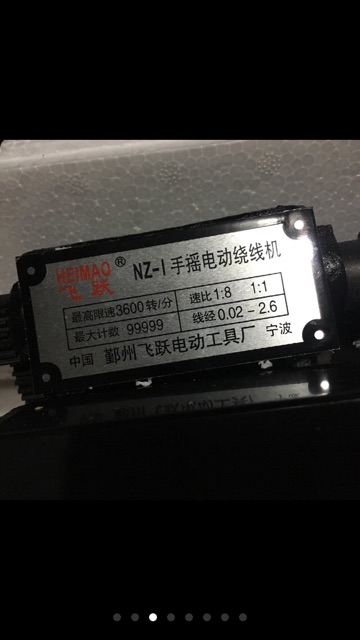 HEIMAO® NZ-1 手摇电动绕线机
飞跃
最高限速3600转/分 速比1:8 1:1
最大计数 99999 线经0.02-2.6
中国 鄞州飞跃电动工具厂 宁波